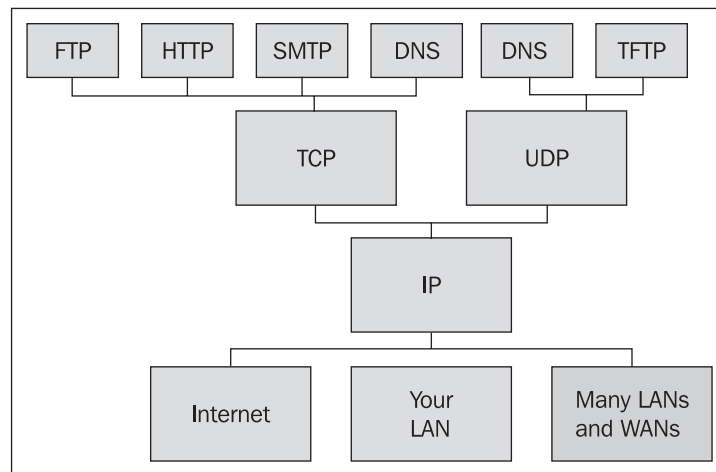 FTP
HTTP
SMTP
DNS
DNS
TFTP
TCP
UDP
IP
Internet
Your
LAN
Many LANs
and WANs